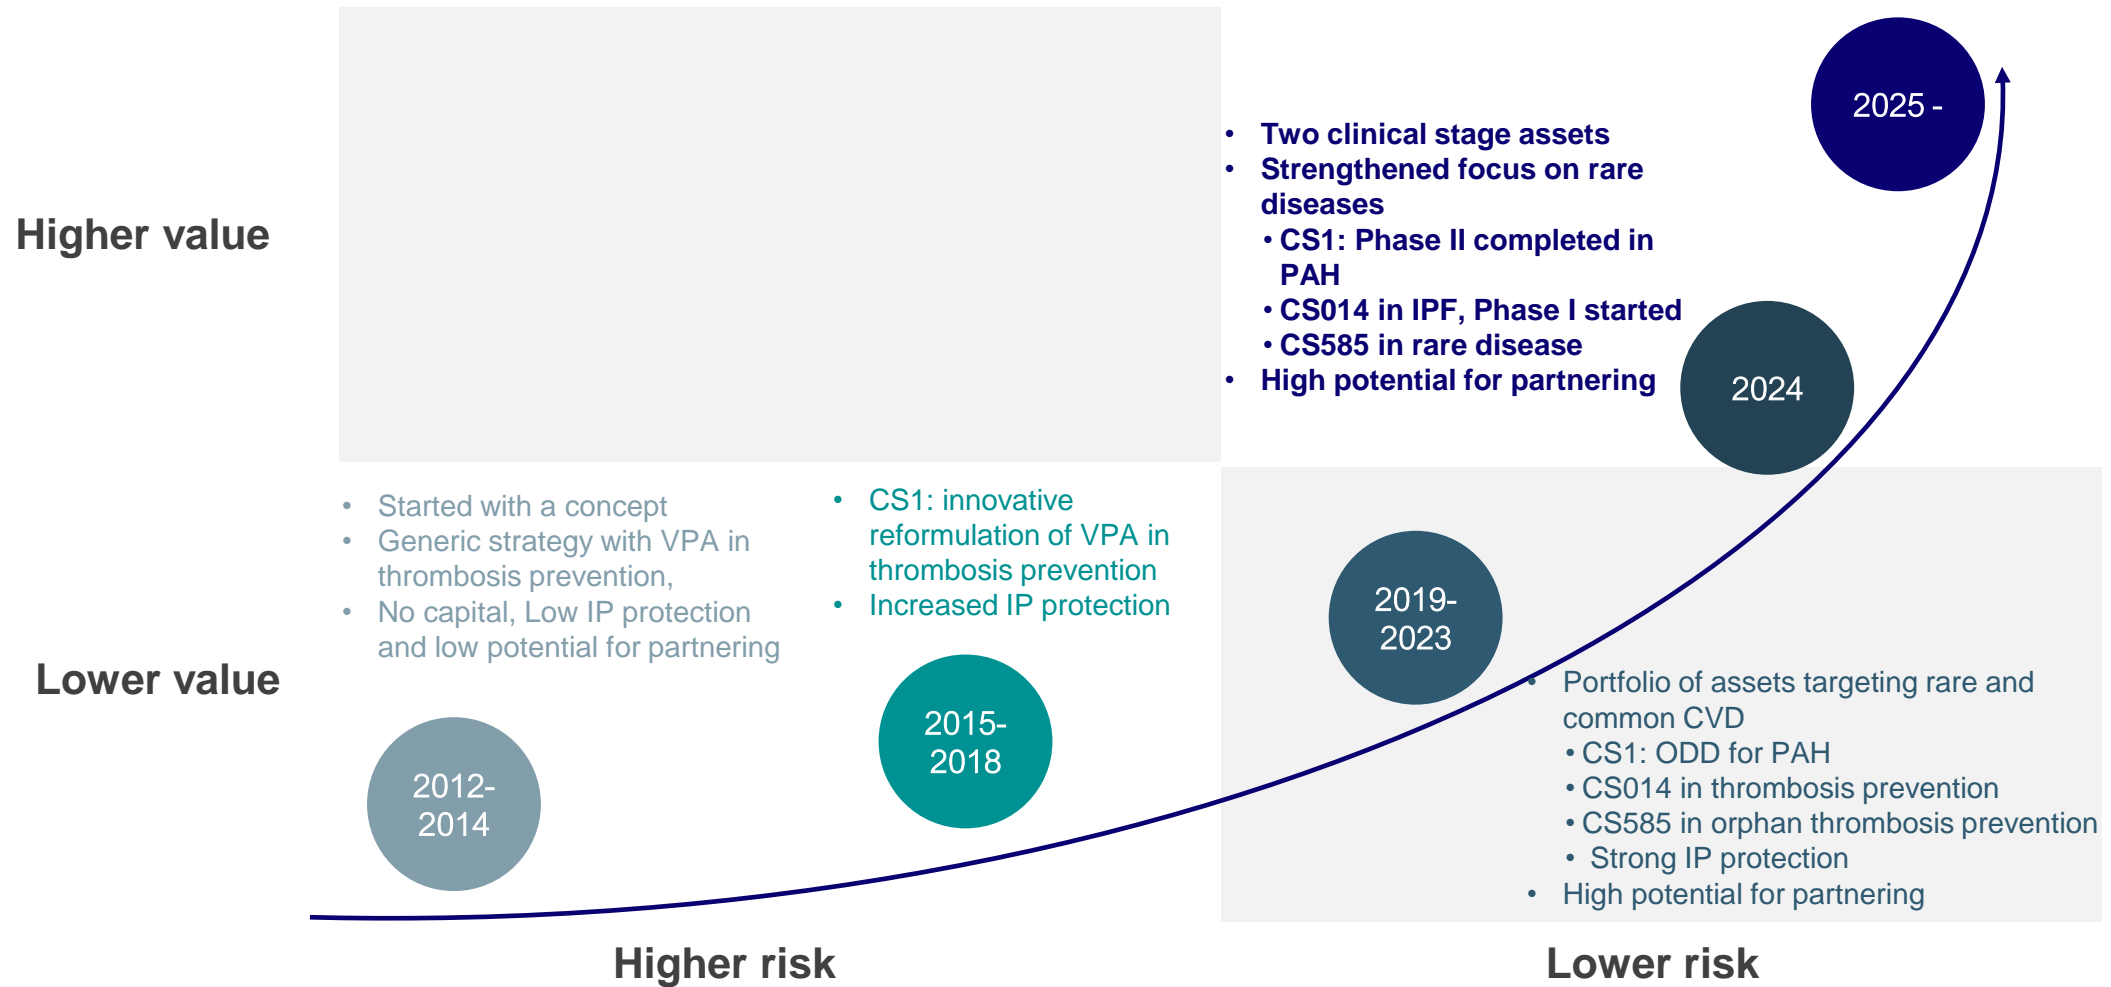 2025 -
• Two clinical stage assets
• Strengthened focus on rare
diseases
• CS1: Phase II completed in
PAH
• CS014 in IPF, Phase I started
• CS585 in rare disease
• High potential for partnering
Higher value
2024
• Started with a concept
• Generic strategy with VPA in
thrombosis prevention,
• No capital, Low IP protection
and low potential for partnering
• CS1: innovative
reformulation of VPA in
thrombosis prevention
• Increased IP protection
2019-
2023
Lower value
• Portfolio of assets targeting rare and
common CVD
• CS1: ODD for PAH
• CS014 in thrombosis prevention
• CS585 in orphan thrombosis prevention
• Strong IP protection
• High potential for partnering
2015-
2018
2012-
2014
Higher risk
Lower risk